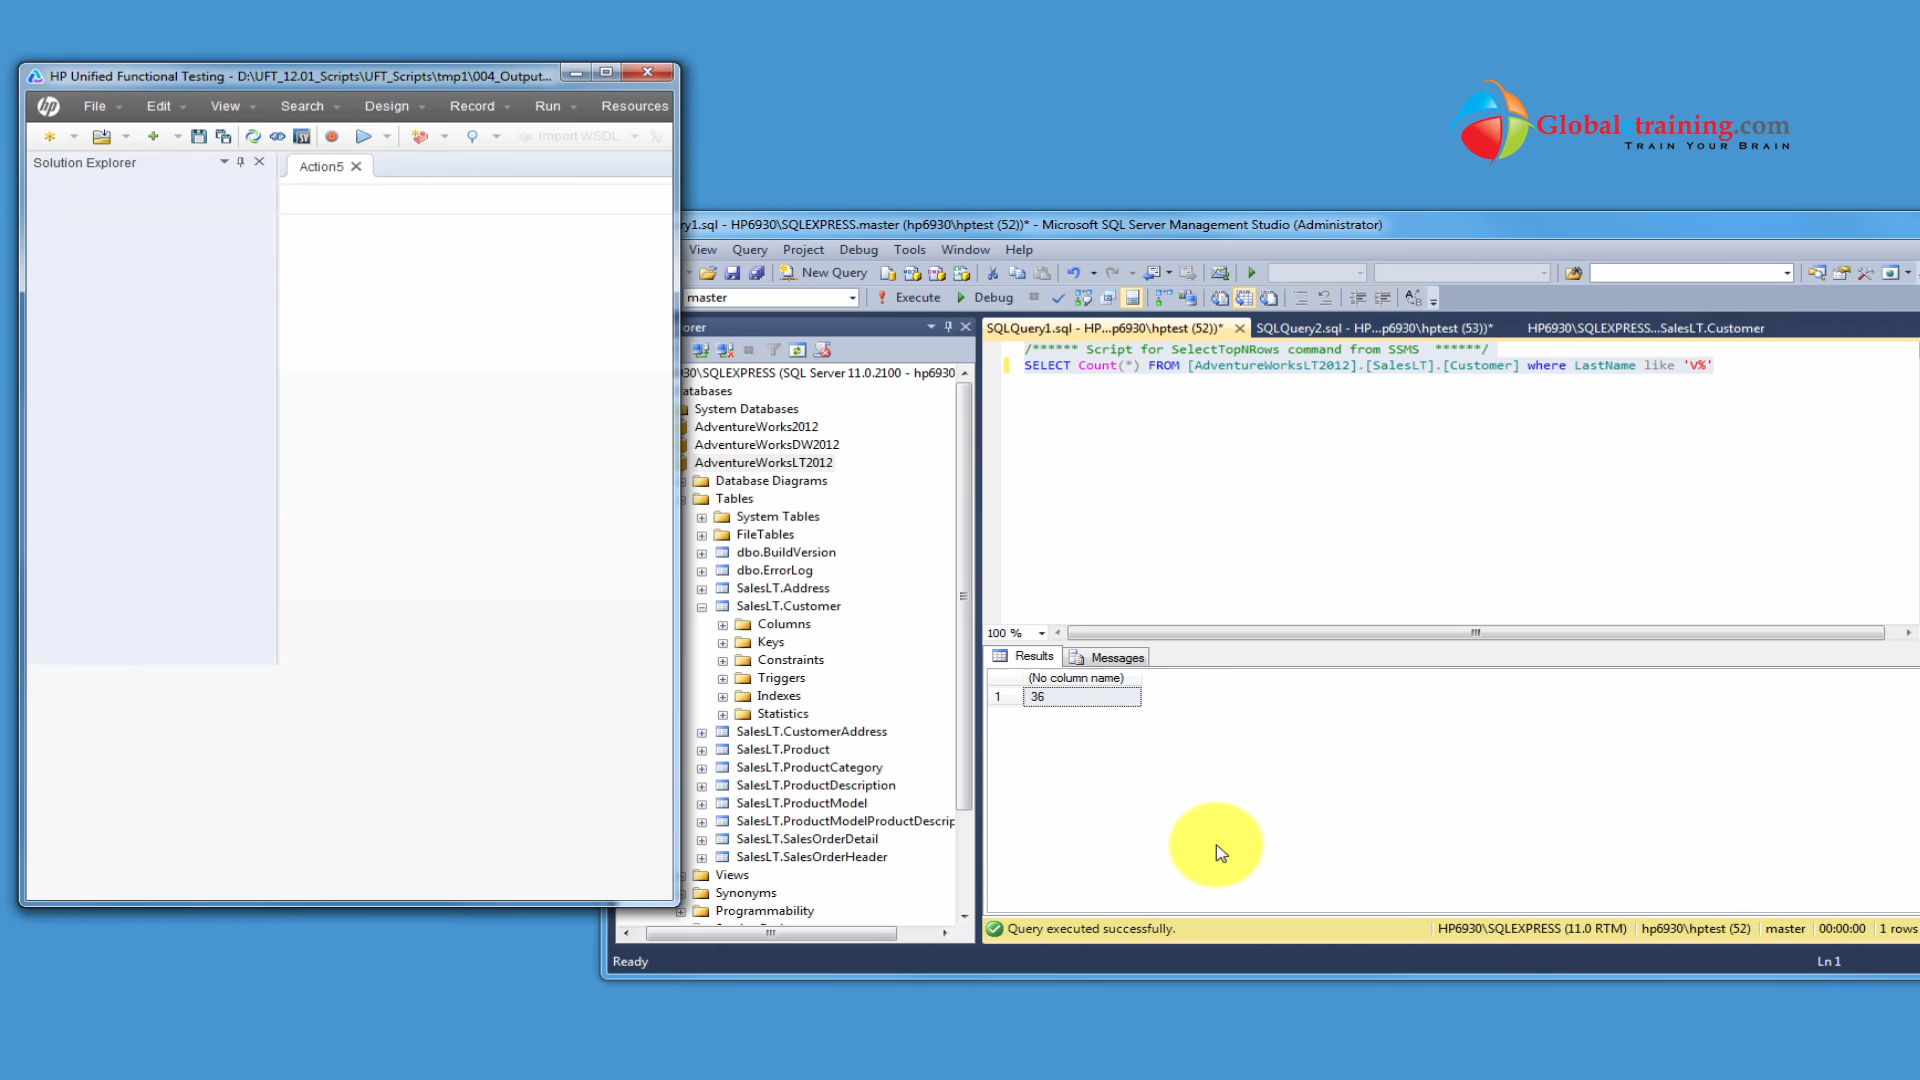 HP Unified Functional Testing - D:\UFT_12.01_Scripts\UFT_Scripts\tmp1\004_Output...
File Edit View Search Design Record Run Resources
Import WSDL
Solution Explorer
Action5
Global etraining.com
TRAIN YOUR BRAIN
ry1.sql - HP6930\SQLEXPRESS.master (hp6930\hptest (52))* - Microsoft SQL Server Management Studio (Administrator)
View Query Project Debug Tools Window Help
New Query
master Execute Debug
orer
SQLQuery1.sql - HP...p6930\hptest (52))* SQLQuery2.sql - HP...p6930\hptest (53))* HP6930\SQLEXPRESS...SalesLT.Customer
/****** Script for SelectTopNRows command from SSMS ******/
SELECT Count(*) FROM [AdventureWorksLT2012].[SalesLT].[Customer] where LastName like 'V%'
30\SQLEXPRESS (SQL Server 11.0.2100 - hp6930
atabases
System Databases
AdventureWorks2012
AdventureWorksDW2012
AdventureWorksLT2012
Database Diagrams
Tables
System Tables
FileTables
dbo.BuildVersion
dbo.ErrorLog
SalesLT.Address
SalesLT.Customer
Columns
Keys
Constraints
Triggers
Indexes
Statistics
SalesLT.CustomerAddress
SalesLT.Product
SalesLT.ProductCategory
SalesLT.ProductDescription
SalesLT.ProductModel
SalesLT.ProductModelProductDescrip
SalesLT.SalesOrderDetail
SalesLT.SalesOrderHeader
Views
Synonyms
Programmability
100 %
Results Messages
(No column name)
1 36
Query executed successfully. HP6930\SQLEXPRESS (11.0 RTM) hp6930\hptest (52) master 00:00:00 1 rows
Ready Ln 1